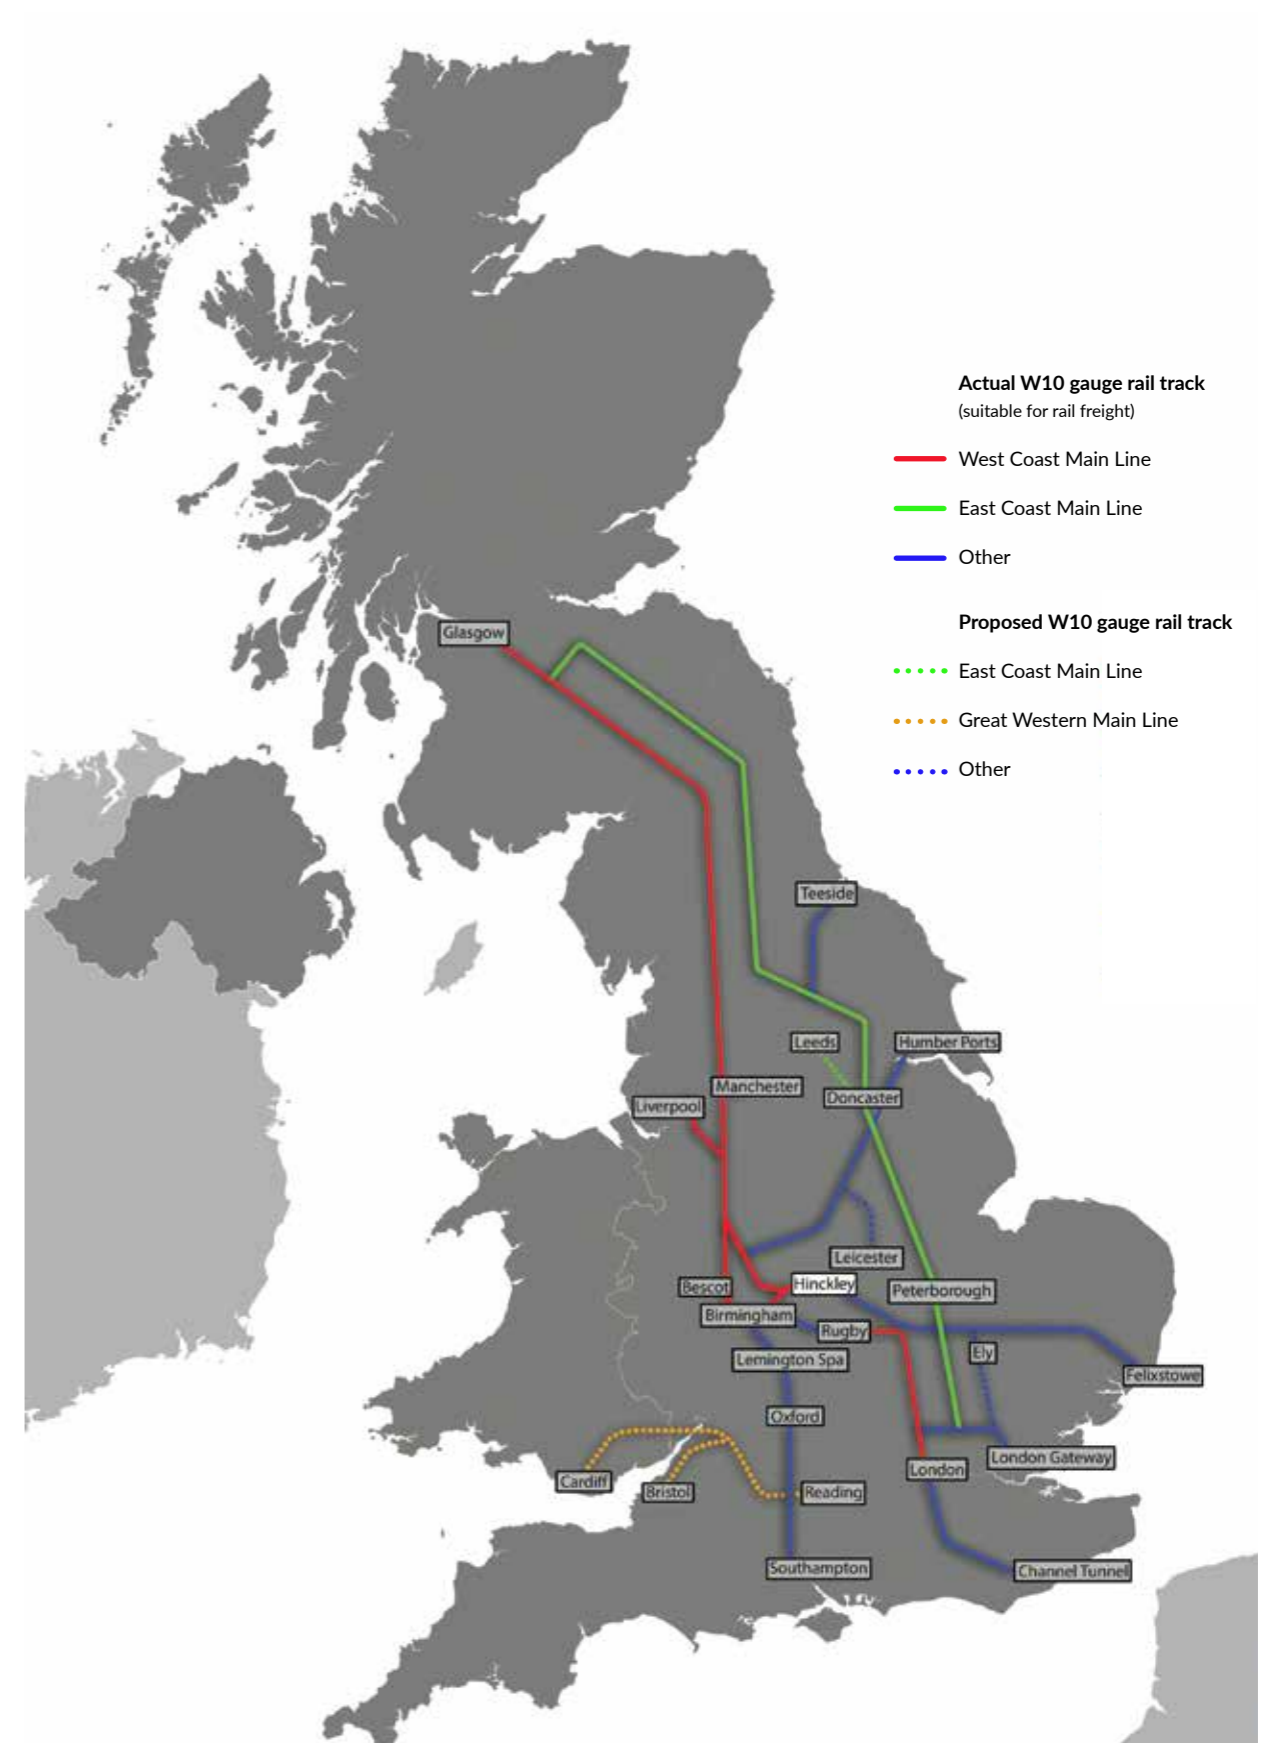 Actual W10 gauge rail track
(suitable for rail freight)
West Coast Main Line
East Coast Main Line
Other
Proposed W10 gauge rail track
East Coast Main Line
Great Western Main Line
Other
Glasgow
Teeside
Leeds
Humber Ports
Manchester
Doncaster
Liverpool
Leicester
Bescot
Hinckley
Peterborough
Birmingham
Rugby
Ely
Lemington Spa
Felixstowe
Oxford
London Gateway
London
Cardiff
Bristol
Reading
Southampton
Channel Tunnel